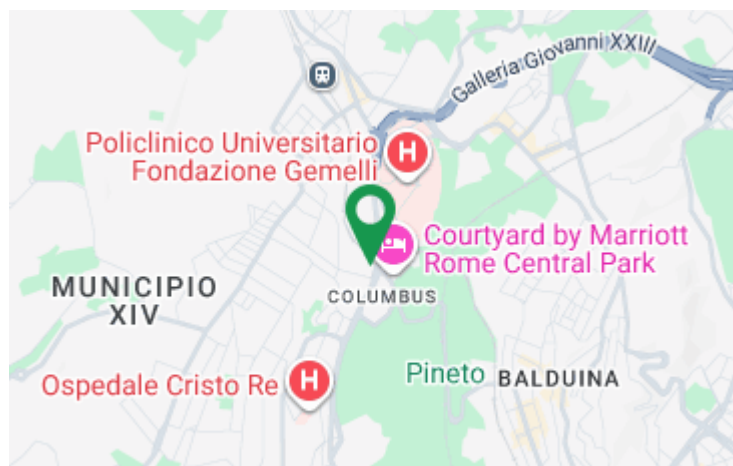 Galleria Giovanni XXIII
Policlinico Universitario
Fondazione Gemelli
H
Courtyard by Marriott
Rome Central Park
MUNICIPIO
XIV
COLUMBUS
Ospedale Cristo Re
H
Pineto
BALDUINA